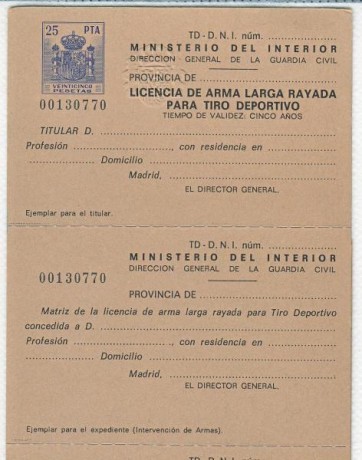 25 PTA
VEINTICINCO
PESETAS
00130770
TD - D. N. I. núm.
MINISTERIO DEL INTERIOR
DIRECCION GENERAL DE LA GUARDIA CIVIL
PROVINCIA DE
LICENCIA DE ARMA LARGA RAYADA
PARA TIRO DEPORTIVO
TIEMPO DE VALIDEZ: CINCO AÑOS
TITULAR D.
Profesión , con residencia en
Domicilio
Madrid,
EL DIRECTOR GENERAL.
Ejemplar para el titular.
TD - D. N. I. núm.
MINISTERIO DEL INTERIOR
DIRECCION GENERAL DE LA GUARDIA CIVIL
00130770
PROVINCIA DE
Matriz de la licencia de arma larga rayada para Tiro Deportivo
concedida a D.
Profesión , con residencia en
Domicilio
Madrid,
EL DIRECTOR GENERAL.
Ejemplar para el expediente (Intervención de Armas).